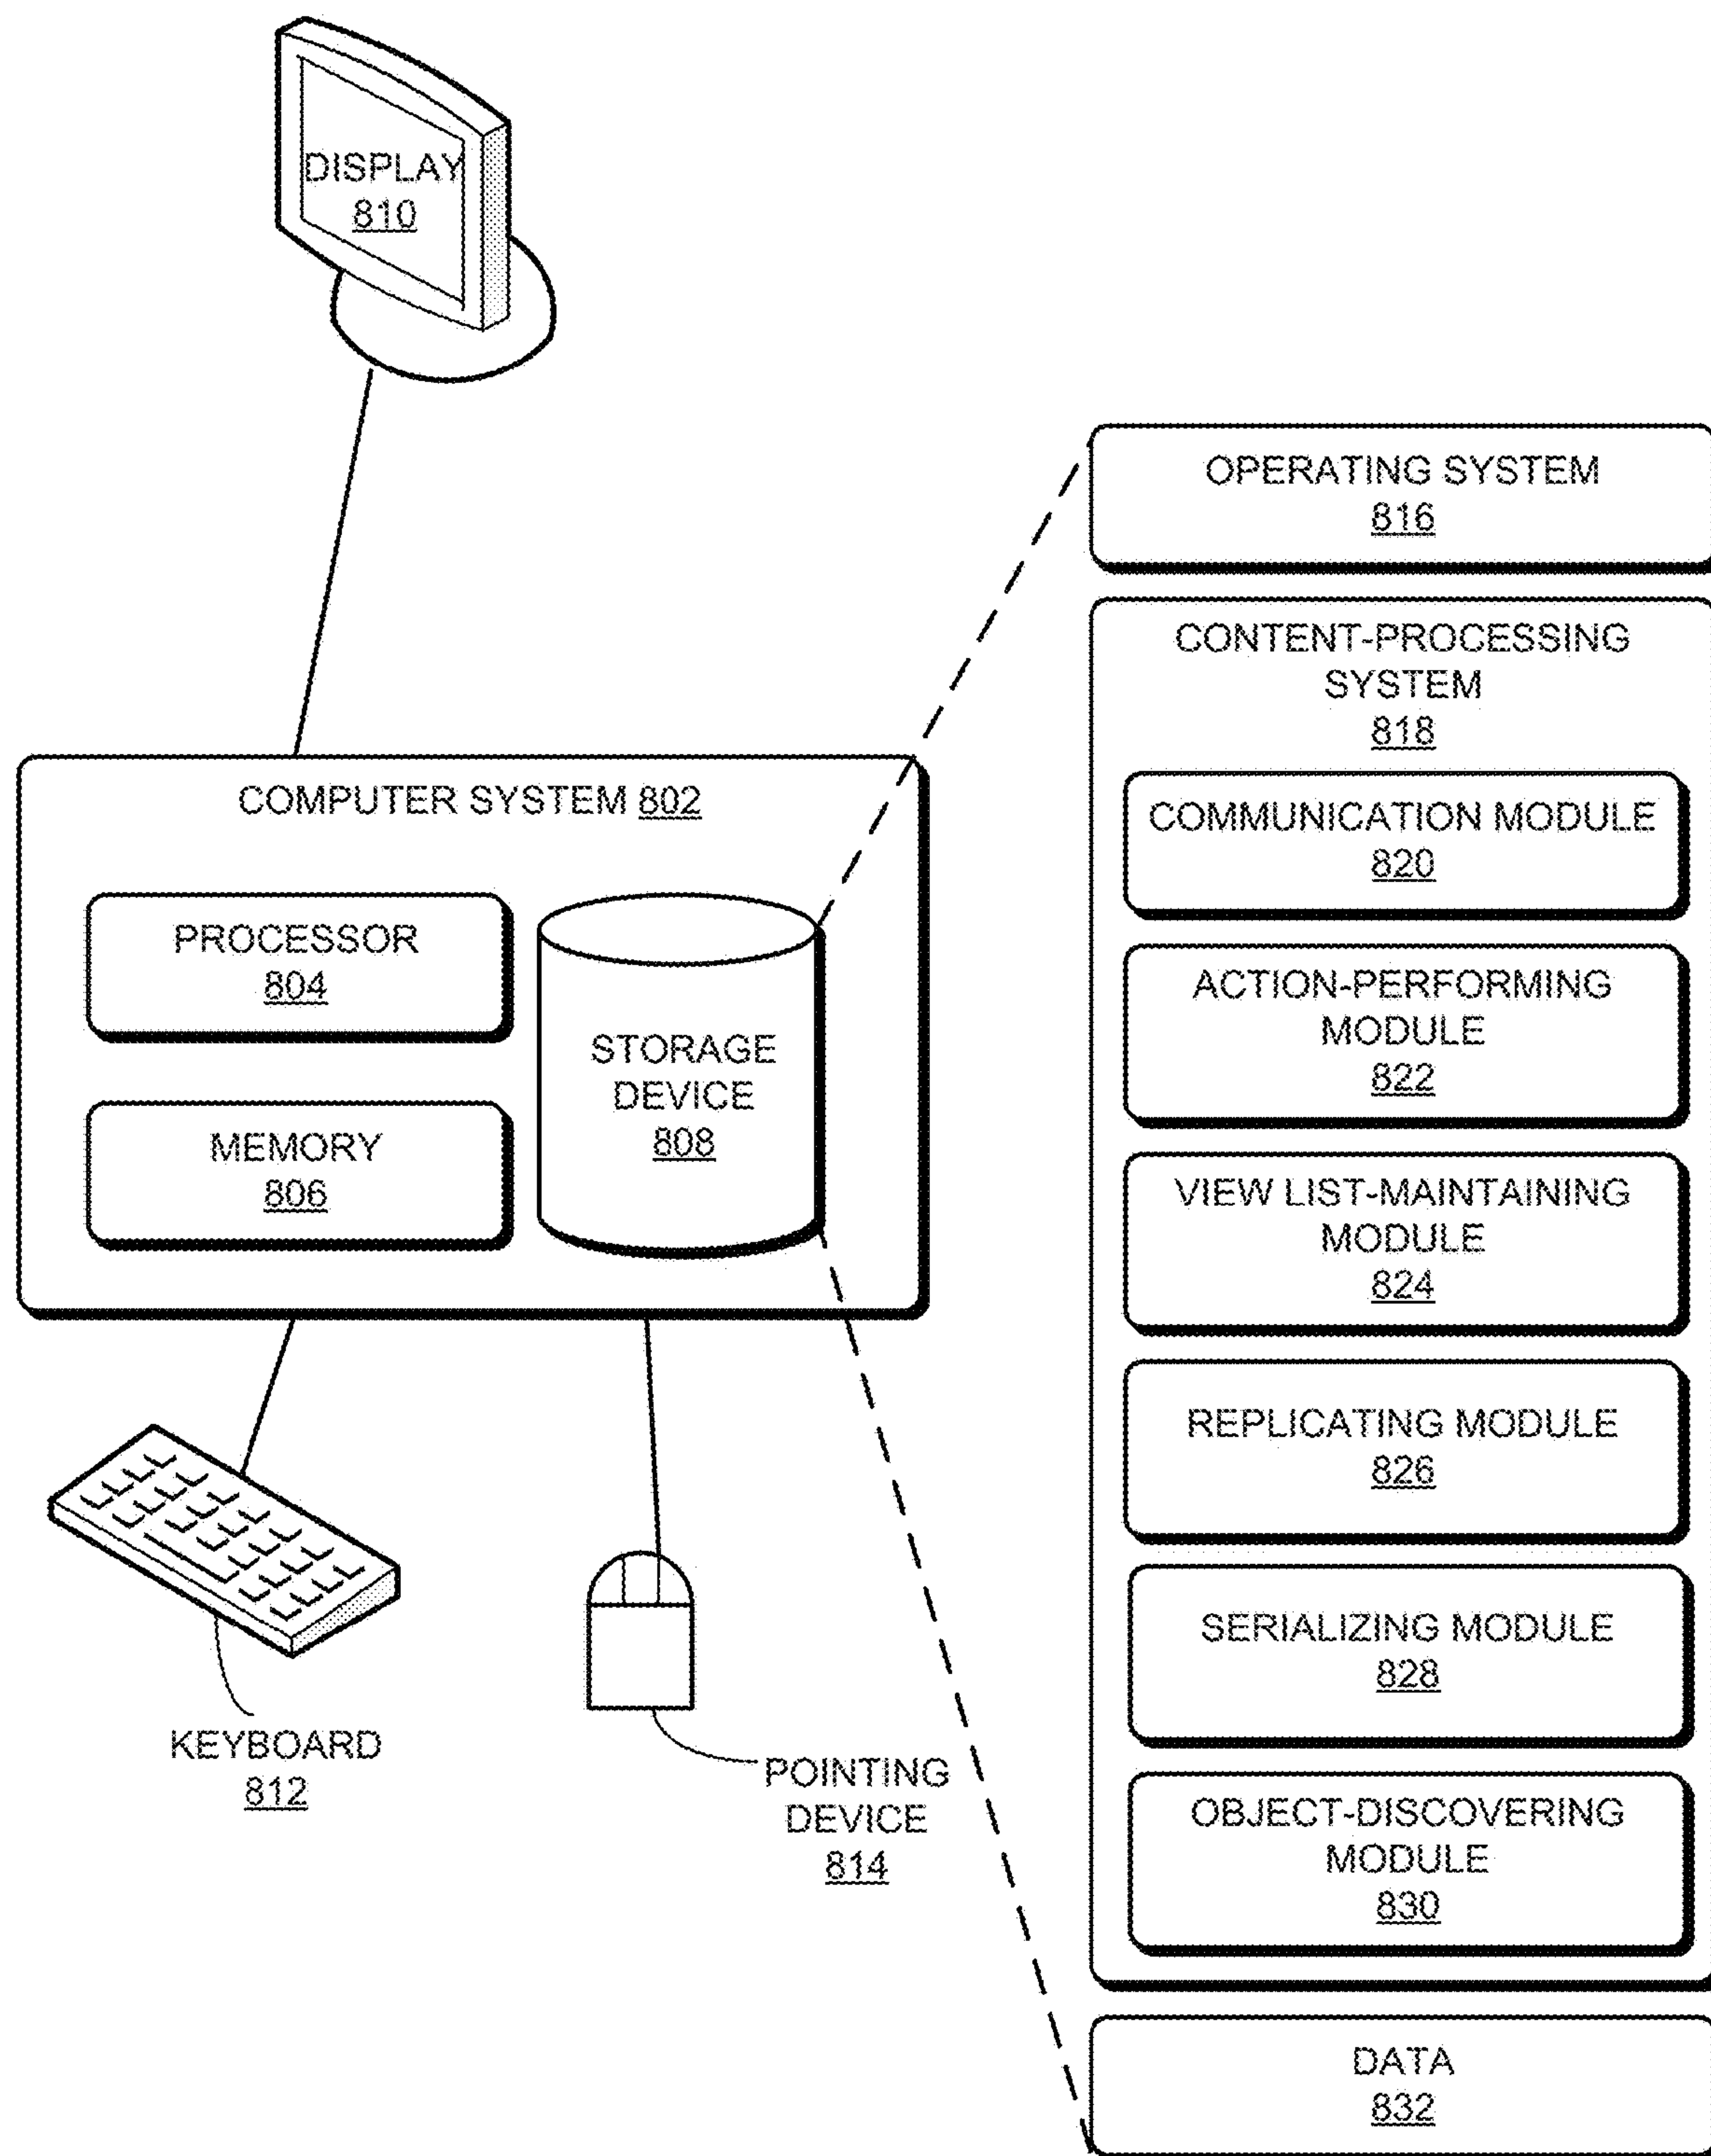 DISPLAY
810
COMPUTER SYSTEM 802
PROCESSOR
804
MEMORY
806
STORAGE
DEVICE
808
KEYBOARD
812
POINTING
DEVICE
814
OPERATING SYSTEM
816
CONTENT-PROCESSING
SYSTEM
818
COMMUNICATION MODULE
820
ACTION-PERFORMING
MODULE
822
VIEW LIST-MAINTAINING
MODULE
824
REPLICATING MODULE
826
SERIALIZING MODULE
828
OBJECT-DISCOVERING
MODULE
830
DATA
832